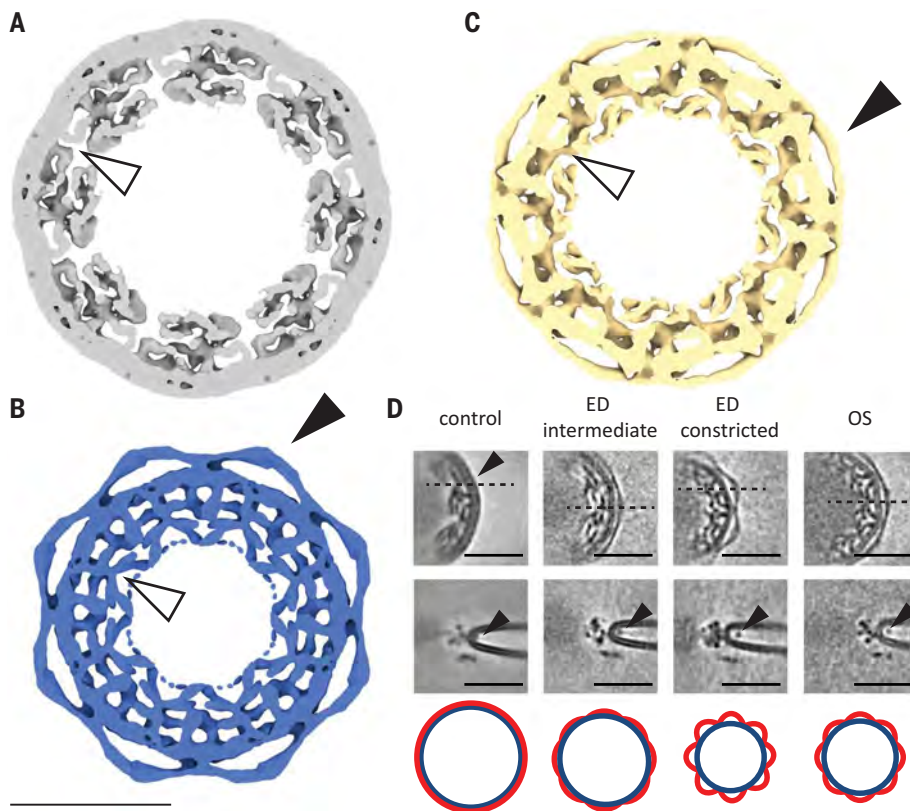 A
C
B
D
control
ED
intermediate
ED
constricted
OS